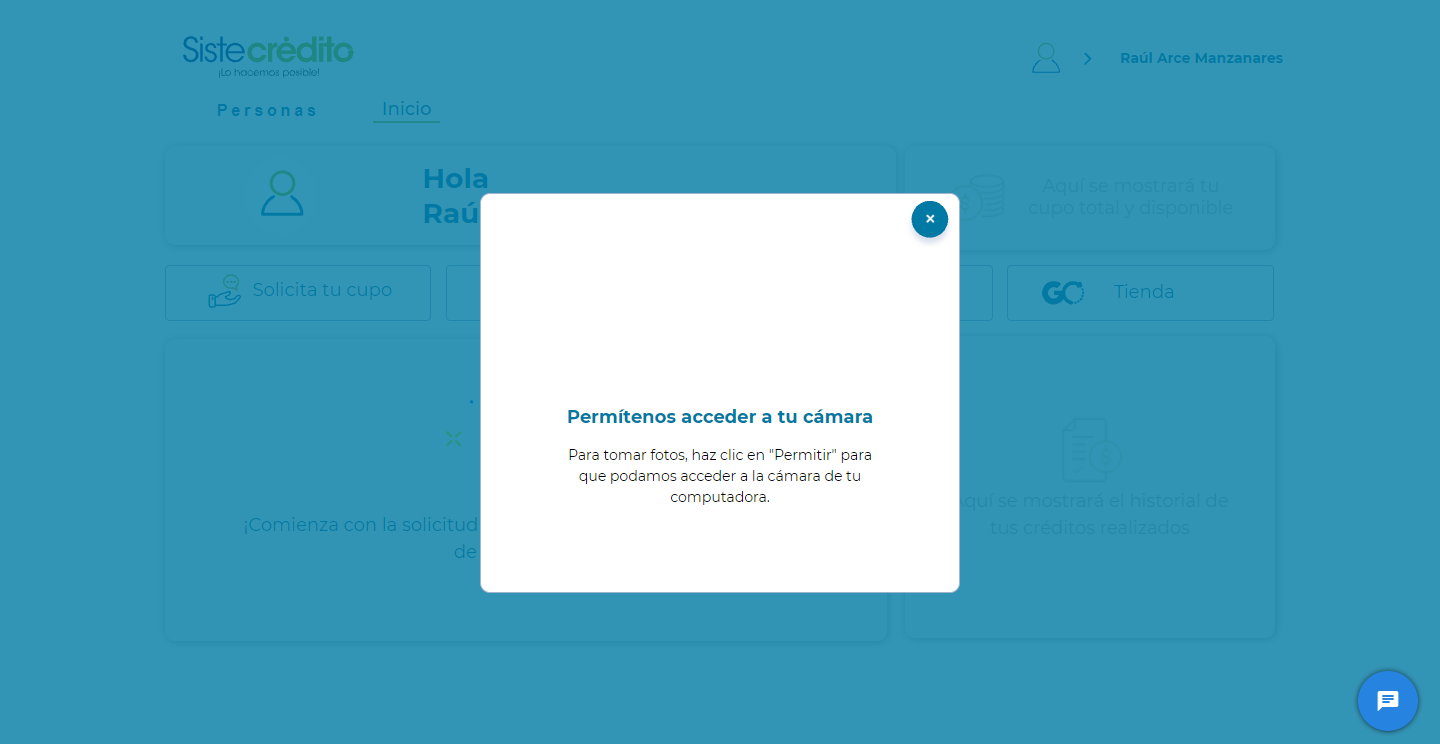 Sistecrédito
¡Lo hacemos posible!
Raúl Arce Manzanares
Personas
Inicio
Hola
Raú
Aquí se mostrará tu
cupo total y disponible
Solicita tu cupo
GO
Tienda
×
Permítenos acceder a tu cámara
Para tomar fotos, haz clic en "Permitir" para
que podamos acceder a la cámara de tu
computadora.
¡Comienza con la solicitud
de
Aquí se mostrará el historial de
tus créditos realizados